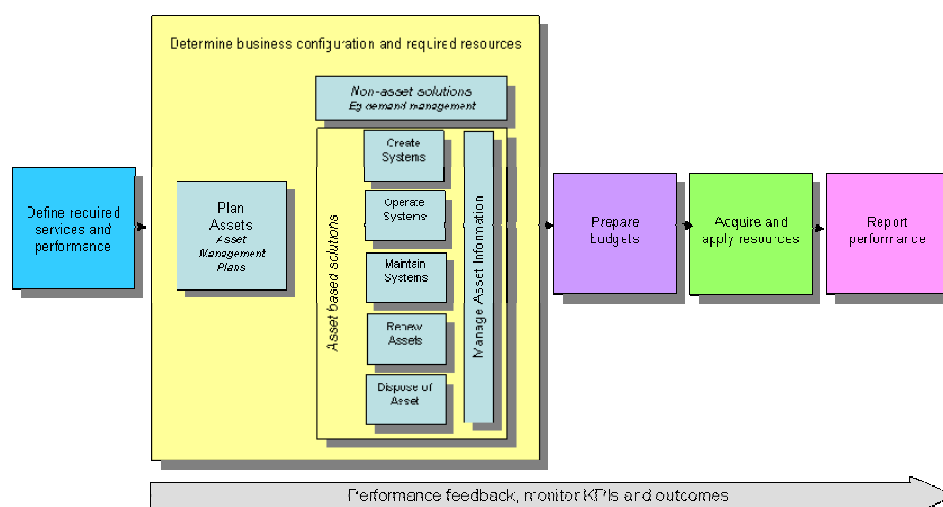 Determine business configuration and required resources
Non-asset solutions
Eg demand management
Create
Systems
Define required
services and
performance
Plan
Assets
Asset
Management
Plans
Asset based solutions
Operate
Systems
Maintain
Systems
Renew
Assets
Dispose of
Asset
Manage Asset Information
Prepare
budgets
Acquire and
apply resources
Report
performance
Performance feedback, monitor KPIs and outcomes